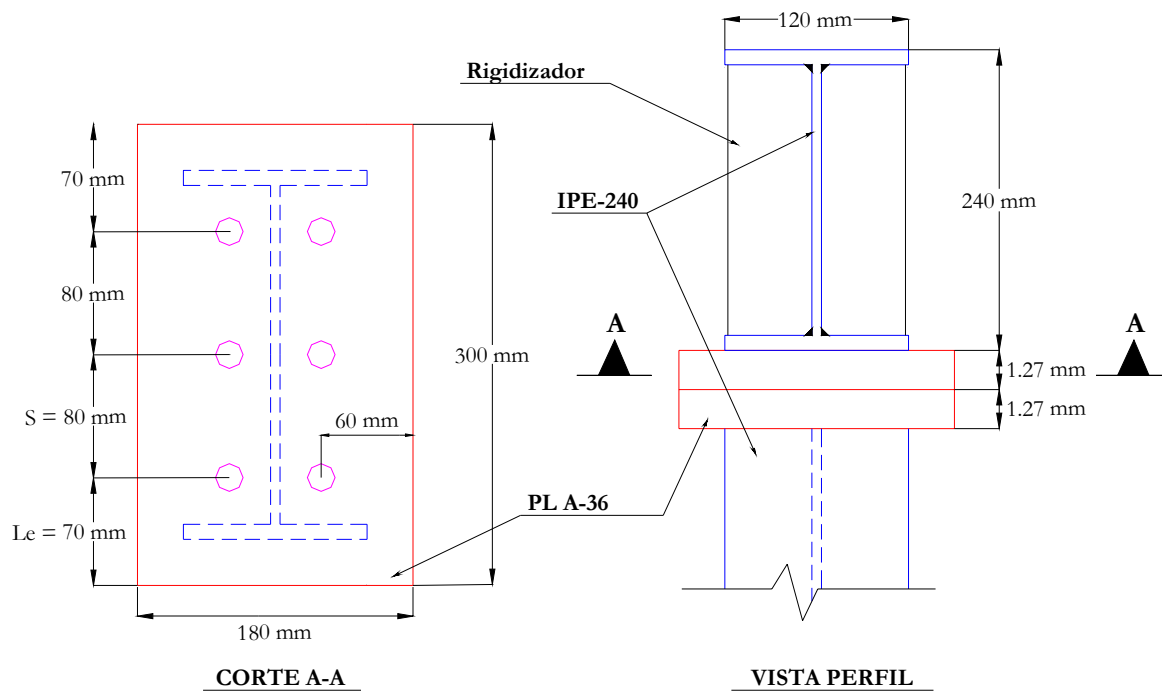 120 mm
Rigidizador
70 mm
IPE-240
240 mm
80 mm
A
A
300 mm
1.27 mm
S = 80 mm
60 mm
1.27 mm
PL A-36
Le = 70 mm
180 mm
CORTE A-A
VISTA PERFIL